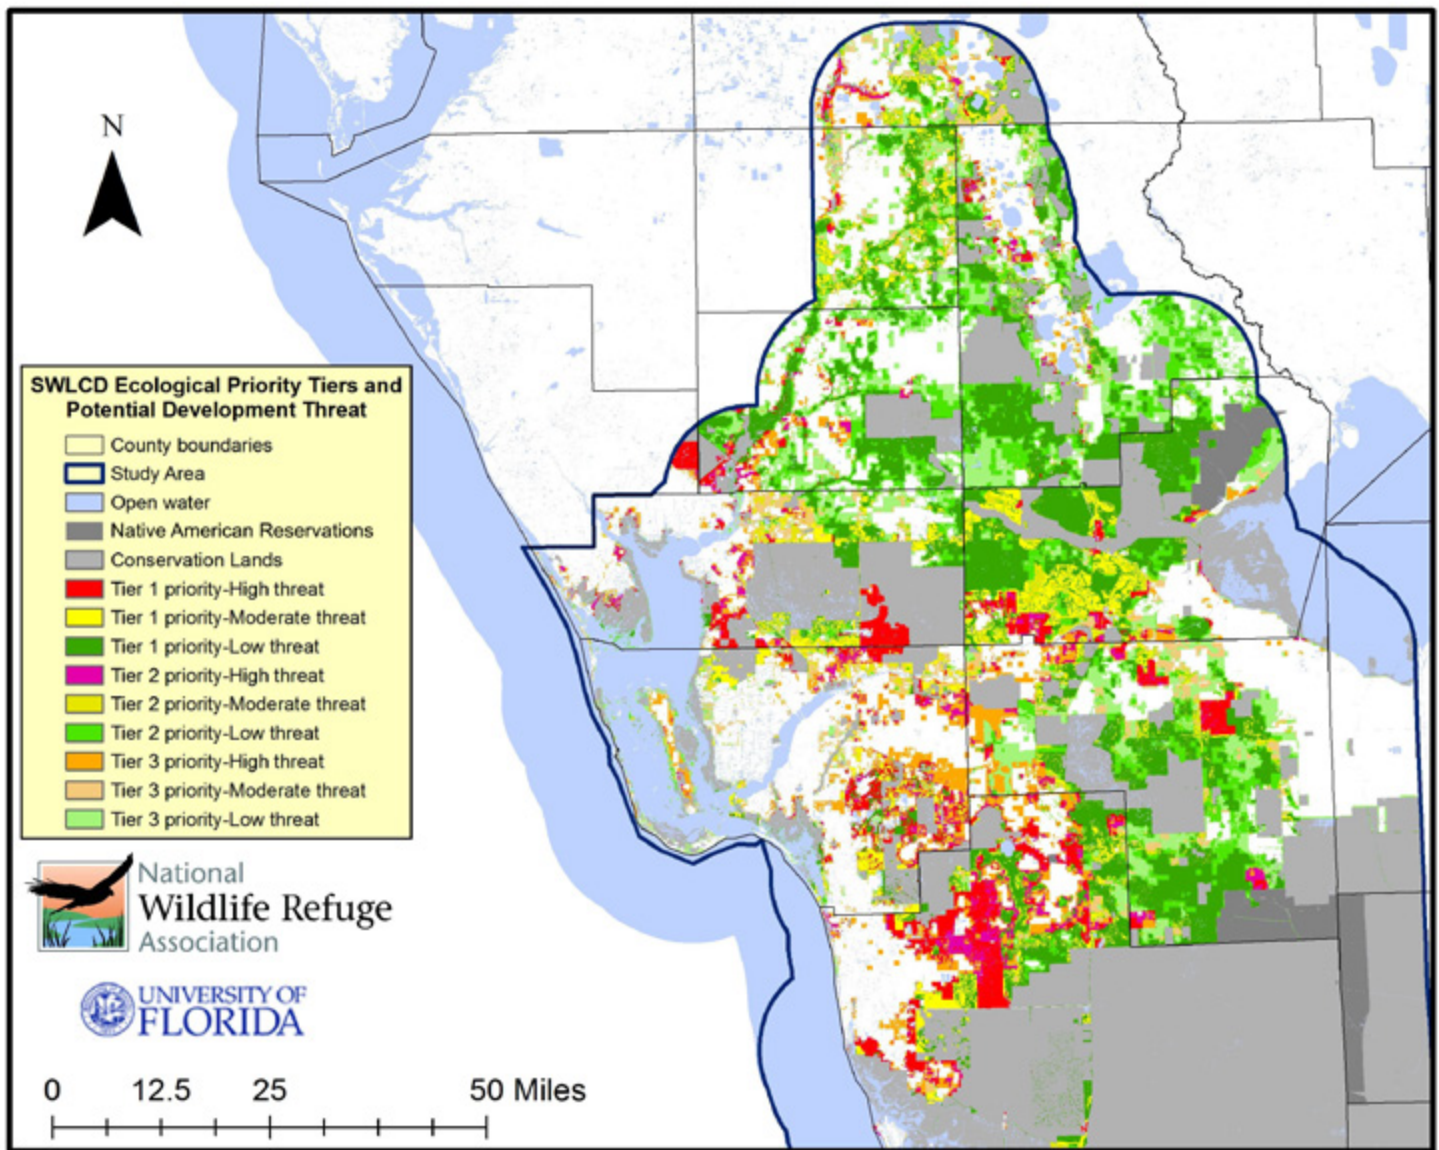 N
SWLCD Ecological Priority Tiers and
Potential Development Threat
County boundaries
Study Area
Open water
Native American Reservations
Conservation Lands
Tier 1 priority-High threat
Tier 1 priority-Moderate threat
Tier 1 priority-Low threat
Tier 2 priority-High threat
Tier 2 priority-Moderate threat
Tier 2 priority-Low threat
Tier 3 priority-High threat
Tier 3 priority-Moderate threat
Tier 3 priority-Low threat
National
Wildlife Refuge
Association
UNIVERSITY OF
FLORIDA
0 12.5 25 50 Miles